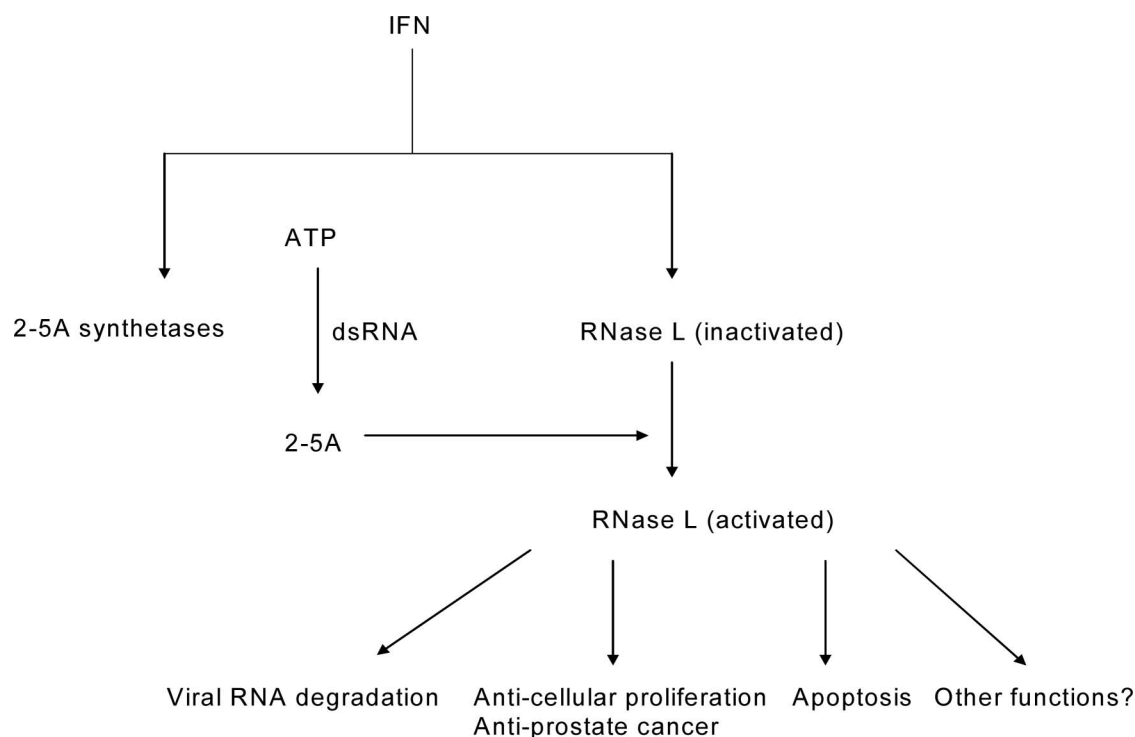 IFN
ATP
2-5A synthetases
dsRNA
RNase L (inactivated)
2-5A
RNase L (activated)
Viral RNA degradation
Anti-cellular proliferation
Anti-prostate cancer
Apoptosis
Other functions?